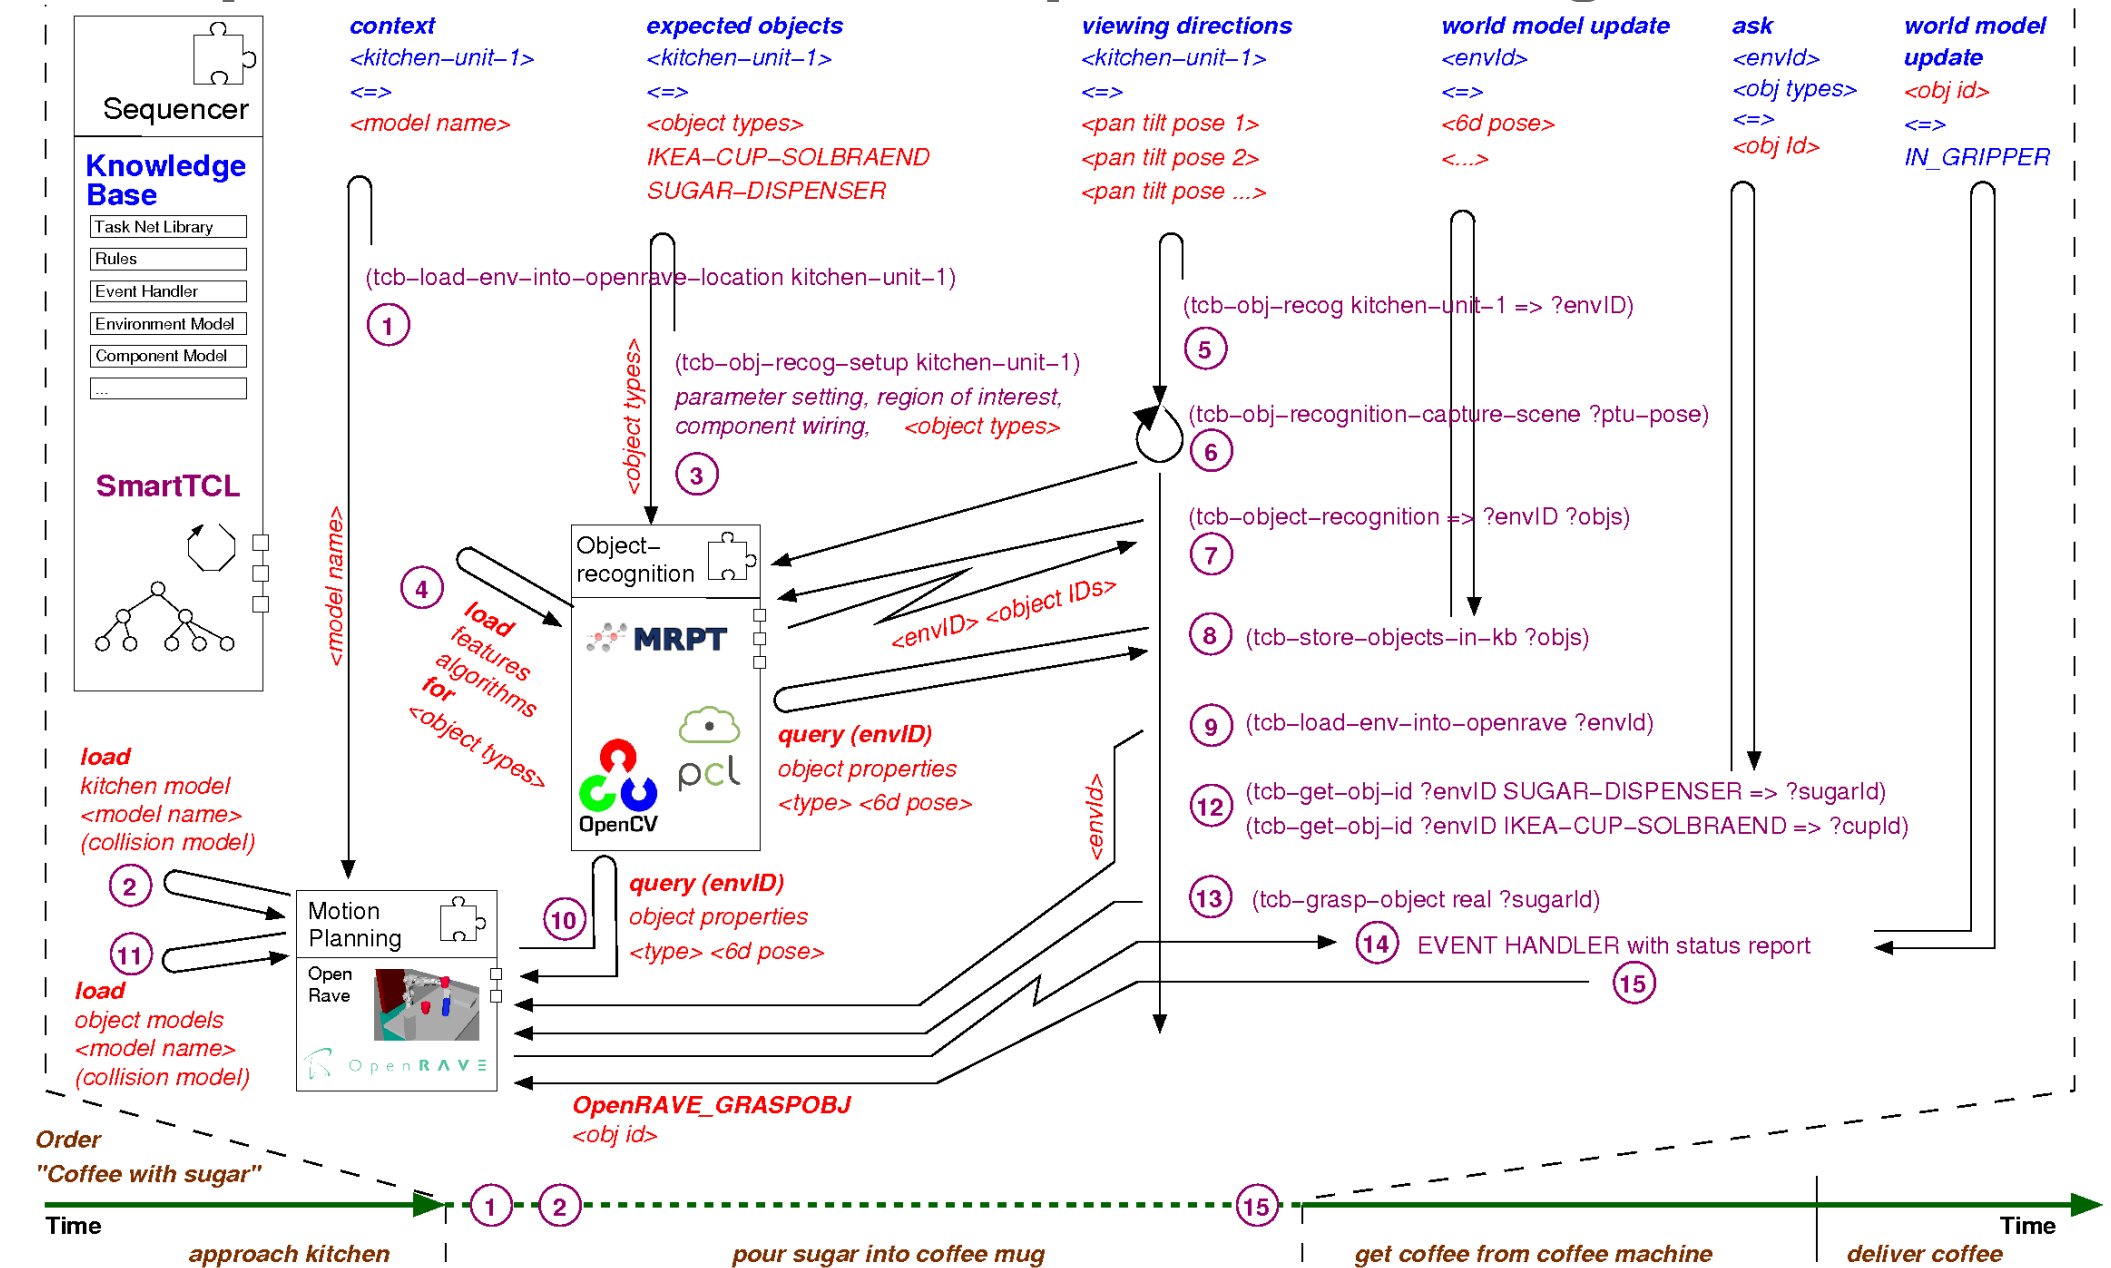 Sequencer
Knowledge
Base
Task Net Library
Rules
Event Handler
Environment Model
Component Model
...
SmartTCL
context
<kitchen−unit−1>
<=>
<model name>
expected objects
<kitchen−unit−1>
<=>
<object types>
IKEA−CUP−SOLBRAEND
SUGAR−DISPENSER
viewing directions
<kitchen−unit−1>
<=>
<pan tilt pose 1>
<pan tilt pose 2>
<pan tilt pose ...>
world model update
<envId>
<=>
<6d pose>
<...>
ask
<envId>
<obj types>
<=>
<obj Id>
world model
update
<obj id>
<=>
IN_GRIPPER
(tcb−load−env−into−openrave−location kitchen−unit−1)
1
<model name>
<object types>
(tcb−obj−recog−setup kitchen−unit−1)
parameter setting, region of interest,
component wiring, <object types>
3
(tcb−obj−recog kitchen−unit−1 => ?envID)
5
(tcb−obj−recognition−capture−scene ?ptu−pose)
6
(tcb−object−recognition => ?envID ?objs)
7
<envID> <object IDs>
8 (tcb−store−objects−in−kb ?objs)
9 (tcb−load−env−into−openrave ?envId)
<envId>
12 (tcb−get−obj−id ?envID SUGAR−DISPENSER => ?sugarId)
(tcb−get−obj−id ?envID IKEA−CUP−SOLBRAEND => ?cupId)
13 (tcb−grasp−object real ?sugarId)
14 EVENT HANDLER with status report
15
Object−
recognition
MRPT
pcl
OpenCV
4
load
features
algorithms
for
<object types>
query (envID)
object properties
<type> <6d pose>
load
kitchen model
<model name>
(collision model)
2
11
load
object models
<model name>
(collision model)
Motion
Planning
Open
Rave
OpenRAVE
10
query (envID)
object properties
<type> <6d pose>
OpenRAVE_GRASPOBJ
<obj id>
Order
"Coffee with sugar"
1 2 15
Time
Time
approach kitchen
pour sugar into coffee mug
get coffee from coffee machine
deliver coffee